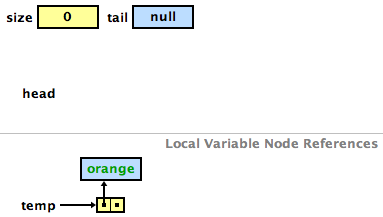 size 0 tail null
head
Local Variable Node References
orange
temp